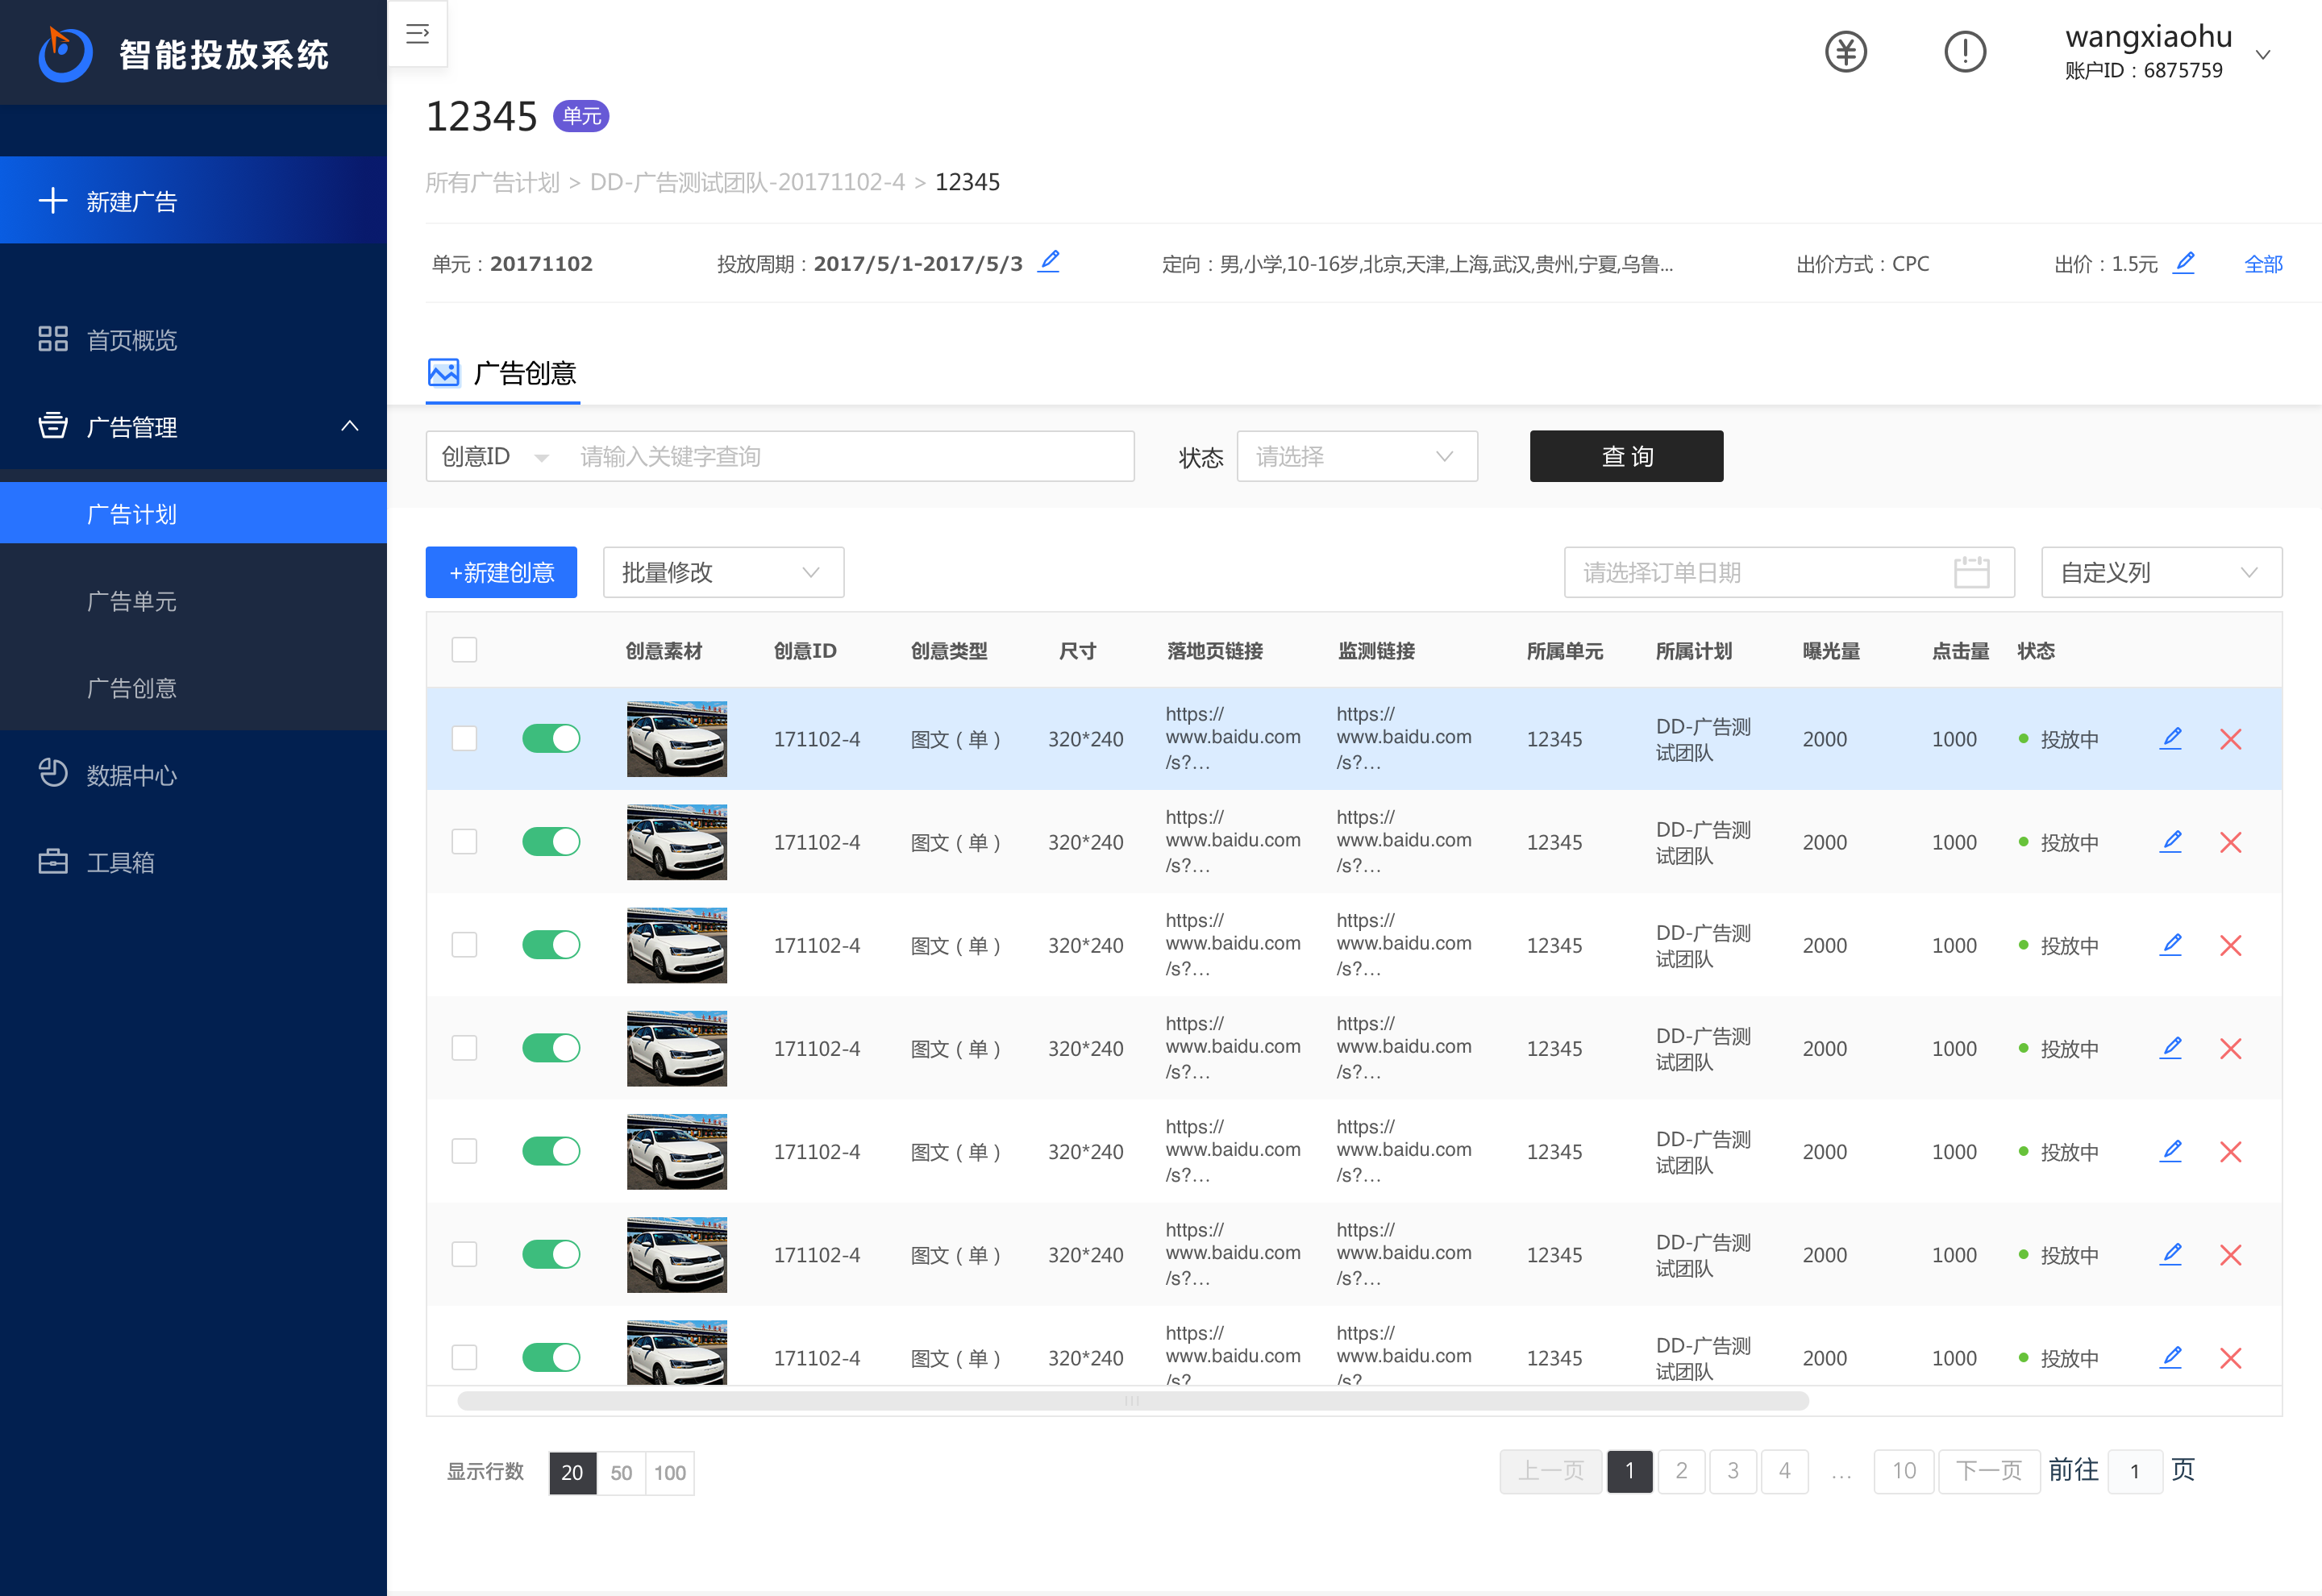 智能投放系统
wangxiaohu
账户ID：6875759
12345 单元
新建广告
所有广告计划 > DD-广告测试团队-20171102-4 > 12345
单元：20171102 投放周期：2017/5/1-2017/5/3 定向：男,小学,10-16岁,北京,天津,上海,武汉,贵州,宁夏,乌鲁... 出价方式：CPC 出价：1.5元 全部
首页概览
广告管理
广告计划
广告单元
广告创意
数据中心
工具箱
广告创意
创意ID 请输入关键字查询 状态 请选择 查 询
+新建创意 批量修改 请选择订单日期 自定义列
创意素材 创意ID 创意类型 尺寸 落地页链接 监测链接 所属单元 所属计划 曝光量 点击量 状态
171102-4 图文（单） 320*240 https://www.baidu.com/s?... https://www.baidu.com/s?... 12345 DD-广告测试团队 2000 1000 投放中
171102-4 图文（单） 320*240 https://www.baidu.com/s?... https://www.baidu.com/s?... 12345 DD-广告测试团队 2000 1000 投放中
171102-4 图文（单） 320*240 https://www.baidu.com/s?... https://www.baidu.com/s?... 12345 DD-广告测试团队 2000 1000 投放中
171102-4 图文（单） 320*240 https://www.baidu.com/s?... https://www.baidu.com/s?... 12345 DD-广告测试团队 2000 1000 投放中
171102-4 图文（单） 320*240 https://www.baidu.com/s?... https://www.baidu.com/s?... 12345 DD-广告测试团队 2000 1000 投放中
171102-4 图文（单） 320*240 https://www.baidu.com/s?... https://www.baidu.com/s?... 12345 DD-广告测试团队 2000 1000 投放中
171102-4 图文（单） 320*240 https://www.baidu.com/s? https://www.baidu.com/s? 12345 DD-广告测试团队 2000 1000 投放中
显示行数 20 50 100 上一页 1 2 3 4 ... 10 下一页 前往 1 页